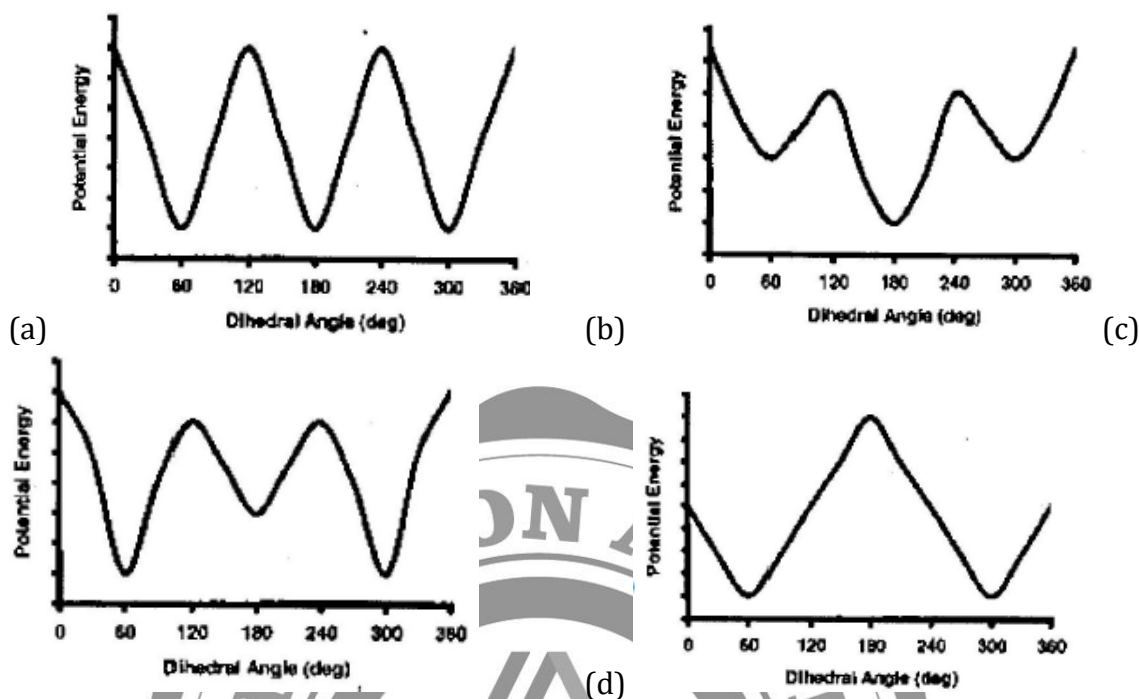 Potential Energy
0 60 120 180 240 300 360
Dihedral Angle (deg)
(a)
Potential Energy
0 60 120 180 240 300 360
Dihedral Angle (deg)
(b)
(c)
Potential Energy
0 60 120 180 240 300 360
Dihedral Angle (deg)
ON A
(d)
Potential Energy
0 60 120 180 240 300 360
Dihedral Angle (deg)